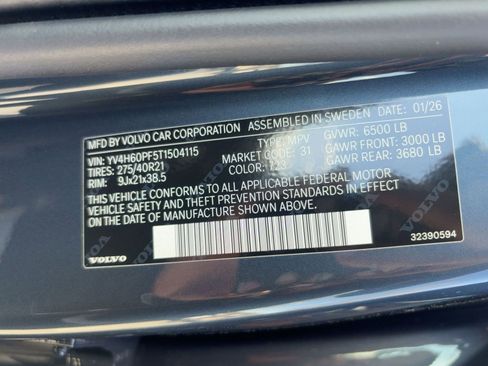 MFD BY VOLVO CAR CORPORATION ASSEMBLED IN SWEDEN DATE: 01/26
VIN: YV4H60PF5T1504115 TYPE: MPV GVWR: 6500 LB
TIRES: 275/40R21 MARKET CODE: 31 GAWR FRONT: 3000 LB
RIM: 9Jx21x38.5 COLOR: GAWR REAR: 3680 LB
THIS VEHICLE CONFORMS TO ALL APPLICABLE FEDERAL MOTOR
VEHICLE SAFETY AND THEFT PREVENTION STANDARDS IN EFFECT
ON THE DATE OF MANUFACTURE SHOWN ABOVE.
VOLVO 32390594